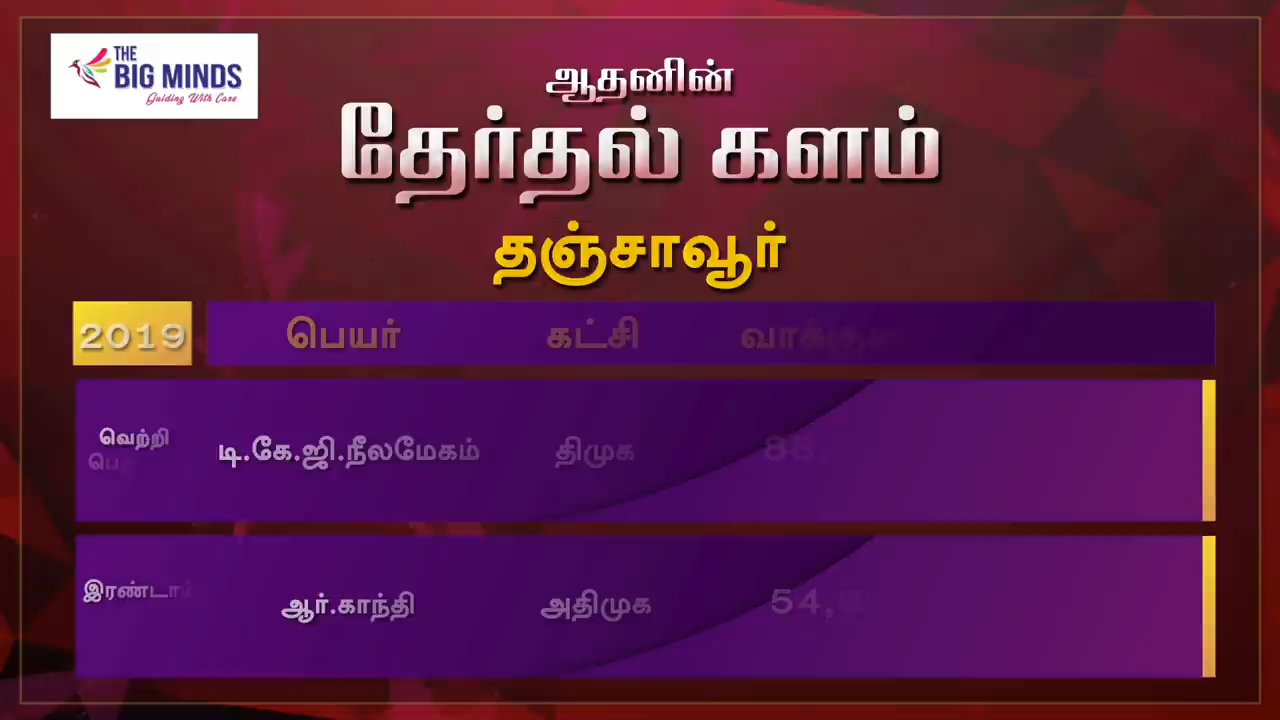 THE
BIG MINDS
Guiding With Care
ஆதனின்
தேர்தல் களம்
தஞ்சாவூர்
2019 பெயர் கட்சி
வெற்றி
டி.கே.ஜி.நீலமேகம் திமுக
ஆர்.காந்தி அதிமுக